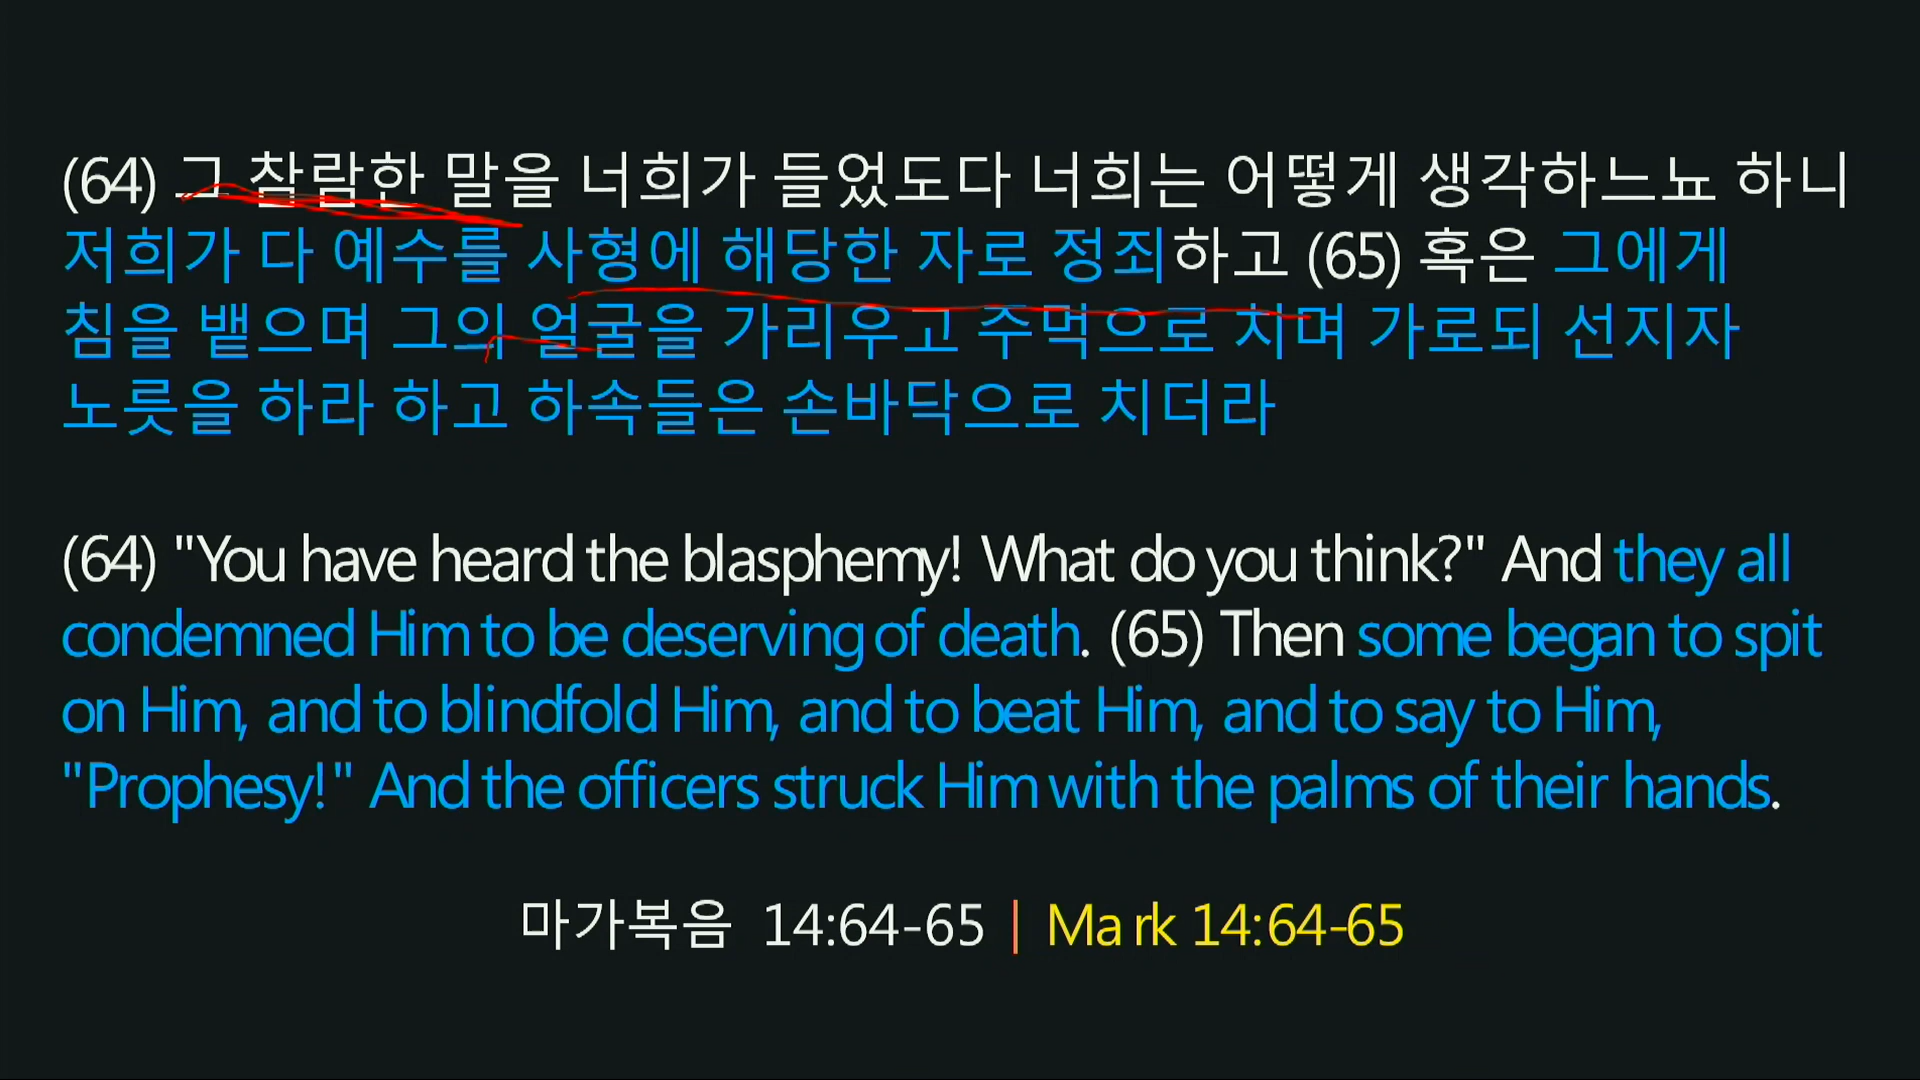 (64) 그 참람한 말을 너희가 들었도다 너희는 어떻게 생각하느뇨 하니
저희가 다 예수를 사형에 해당한 자로 정죄하고 (65) 혹은 그에게
침을 뱉으며 그의 얼굴을 가리우고 주먹으로 치며 가로되 선지자
노릇을 하라 하고 하속들은 손바닥으로 치더라
(64) "You have heard the blasphemy! What do you think?" And they all
condemned Him to be deserving of death. (65) Then some began to spit
on Him, and to blindfold Him, and to beat Him, and to say to Him,
"Prophesy!" And the officers struck Him with the palms of their hands.
마가복음 14:64-65 | Mark 14:64-65